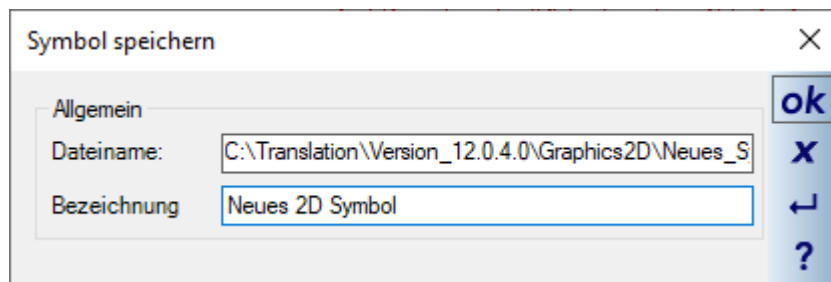 Symbol speichern
Allgemein
Dateiname: C:\Translation\Version_12.0.4.0\Graphics2D\Neues_S
Bezeichnung Neues 2D Symbol
ok
x
?